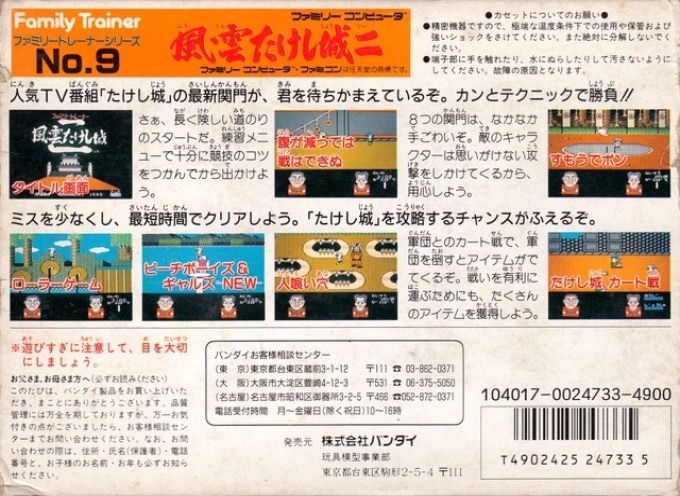 Family Trainer
ファミリートレーナーシリーズ
No.9
ファミリー コンピュータ™
風雲たけし城二
ファミリー コンピュータ™・ファミコン™は任天堂の商標です。
●カセットについてのお願い●
●精密機器ですので、極端な温度条件下での使用や保管および
強いショックをさけてください。また絶対に分解しないでく
ださい。
●端子部に手を触れたり、水にぬらしたりして汚さないように
してください。故障の原因となります。
人気TV番組「たけし城」の最新関門が、君を待ちかまえているぞ。カンとテクニックで勝負!!
ファミリートレーナー
風雲たけし城
タイトル画面
さぁ、長く険しい道のり
のスタートだ。練習メニ
ューで十分に競技のコツ
をつかんでから出かけよ
う。
腹が減うては
戦はできぬ
8つの関門は、なかなか
手ごわいぞ。敵のキャラ
クターは思いがけない攻
撃をしかけてくるから、
用心しよう。
すもうでポン
ミスを少なくし、最短時間でクリアしよう。「たけし城」を攻略するチャンスがふえるぞ。
ローラーゲーム
ビーチボーイズ&
ギャルズ NEW
人喰い穴
軍団とのカート戦で、軍
団を倒すとアイテムがで
てくるぞ。戦いを有利に
運ぶためにも、たくさん
のアイテムを獲得しよう。
たけし城、カート戦
※遊びすぎに注意して、目を大切
にしましょう。
お父さま、お母さま方へ(必ずお読みください)
このたびは、バンダイ製品をお買い上げいただ
き、まことにありがとうございます。品質
管理には万全を期しておりますが、万一お気
付きの点がございましたら、お客様相談セン
ターまでお問い合わせください。なお、お問
い合わせの際は、住所・氏名(保護者)・電話
番号と、お子様のお名前・お年も必ずお知ら
せください。
バンダイお客様相談センター
(東 京)東京都台東区蔵前3-1-12 〒111 ☎03-862-0371
(大 阪)大阪市大淀区豊崎4-12-3 〒531 ☎06-375-5050
(名古屋)名古屋市昭和区御器所3-2-5 〒466 ☎052-872-0371
電話受付時間 月〜金曜日(除く祝日)10〜16時
発売元 株式会社バンダイ
玩具模型事業部
東京都台東区駒形2-5-4 〒111
104017-0024733-4900
T4902425 247335